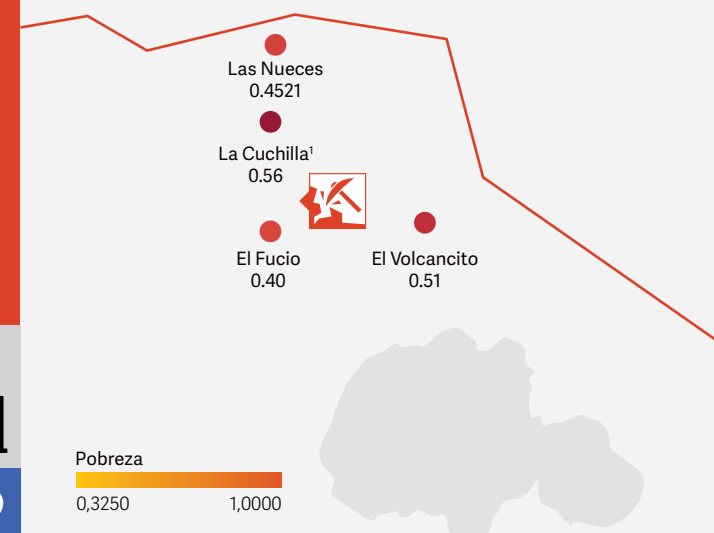 Las Nueces
0.4521
La Cuchilla¹
0.56
El Fucio
0.40
El Volcancito
0.51
Pobreza
0,3250
1,0000